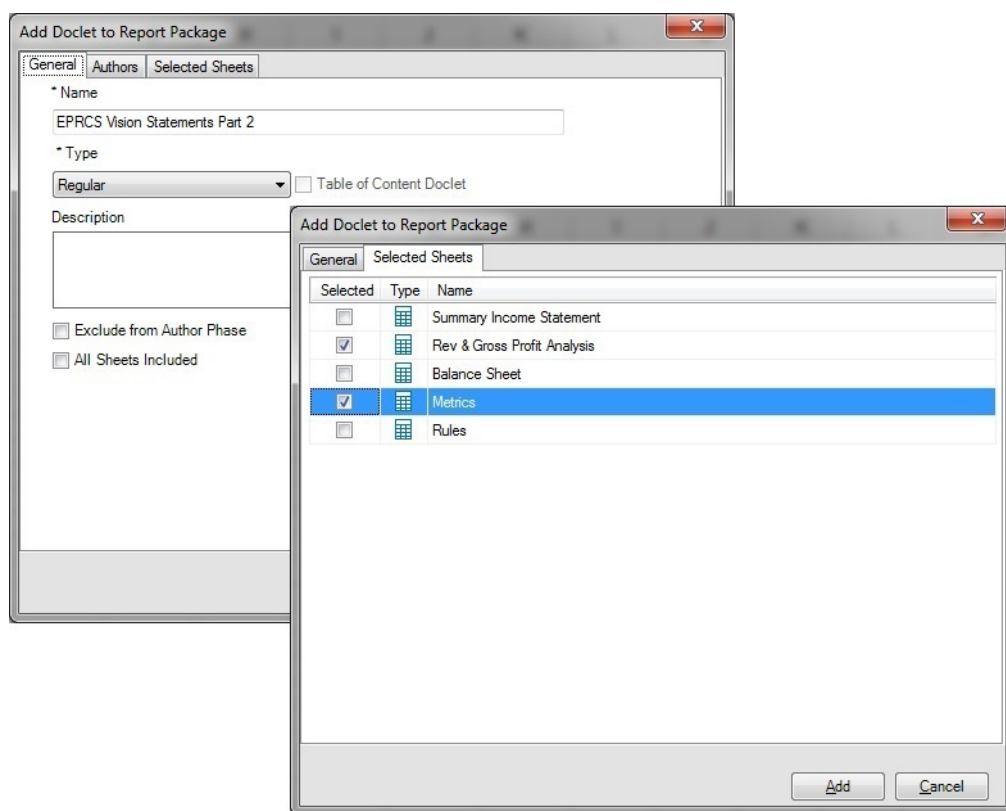 Add Doclet to Report Package
General Authors Selected Sheets
* Name
EPRCS Vision Statements Part 2
* Type
Regular Table of Content Doclet
Description
Exclude from Author Phase
All Sheets Included
Add Doclet to Report Package
General Selected Sheets
Selected Type Name
Summary Income Statement
Rev & Gross Profit Analysis
Balance Sheet
Metrics
Rules
Add Cancel